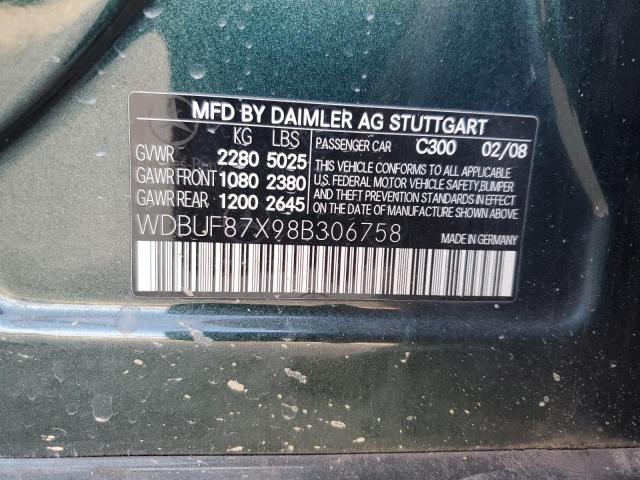 MFD BY DAIMLER AG STUTTGART
KG LBS PASSENGER CAR C300 02/08
GVWR 2280 5025 THIS VEHICLE CONFORMS TO ALL APPLICABLE
GAWR FRONT 1080 2380 U.S. FEDERAL MOTOR VEHICLE SAFETY,BUMPER
AND THEFT PREVENTION STANDARDS IN EFFECT
GAWR REAR 1200 2645 ON THE DATE OF MANUFACTURE SHOWN ABOVE.
WDBUF87X98B306758 MADE IN GERMANY